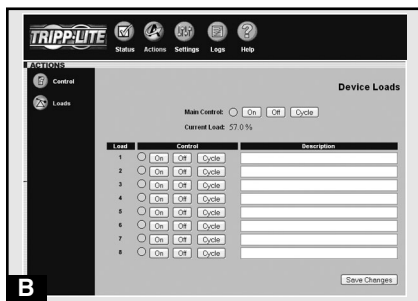 TRIPP·LITE
Status Actions Settings Logs Help
ACTIONS
Control
Loads
Device Loads
Main Control: On Off Cycle
Current Load: 57.0 %
Load Control Description
1 On Off Cycle
2 On Off Cycle
3 On Off Cycle
4 On Off Cycle
5 On Off Cycle
6 On Off Cycle
7 On Off Cycle
8 On Off Cycle
Save Changes
B